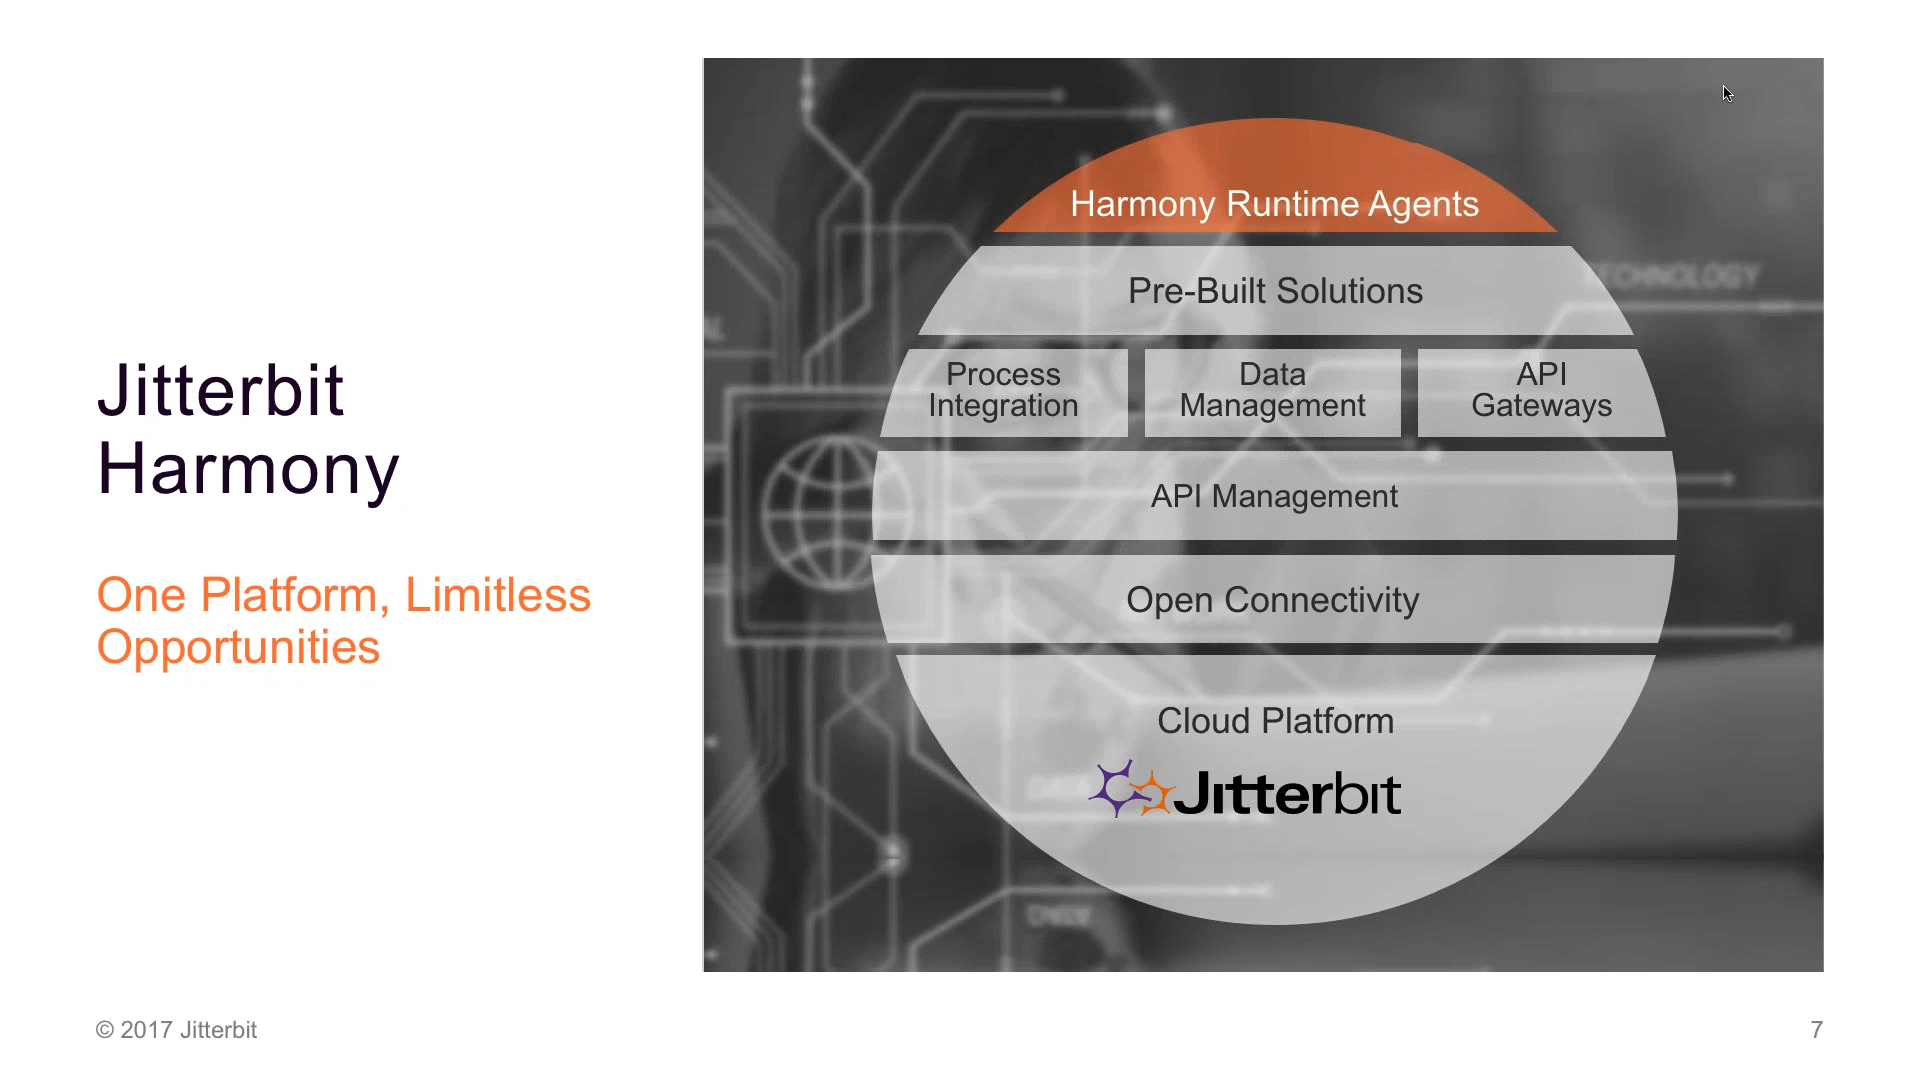 Jitterbit
Harmony
One Platform, Limitless
Opportunities
Harmony Runtime Agents
Pre-Built Solutions
Process
Integration
Data
Management
API
Gateways
API Management
Open Connectivity
Cloud Platform
Jitterbit
TECHNOLOGY
© 2017 Jitterbit
7